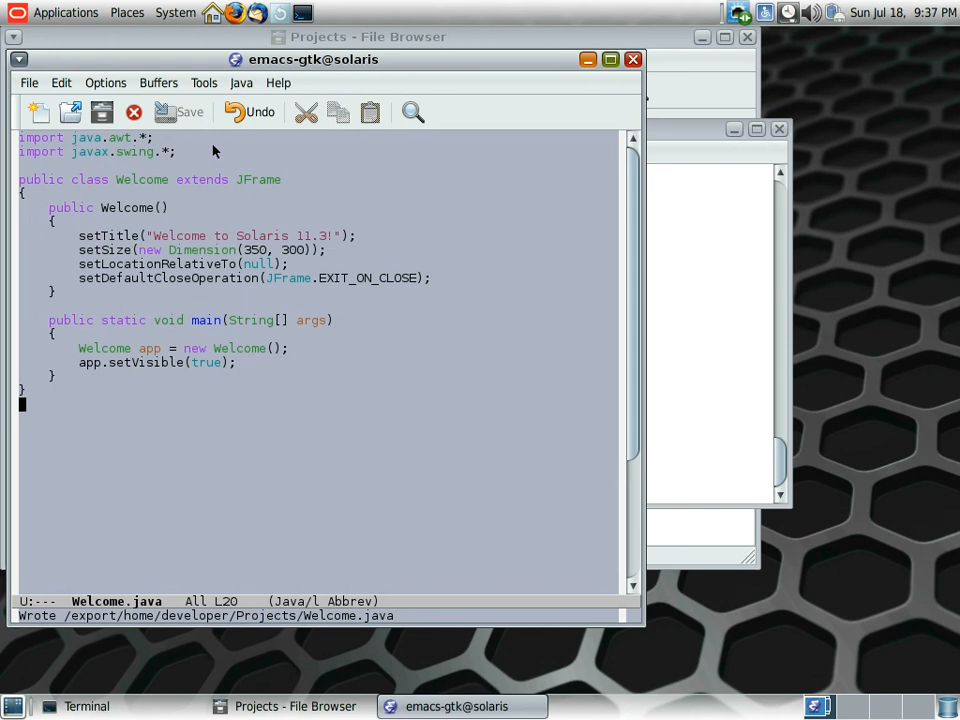 Applications Places System Sun Jul 18, 9:37 PM
Projects - File Browser
emacs-gtk@solaris
File Edit Options Buffers Tools Java Help
Save Undo
import java.awt.*;
import javax.swing.*;
public class Welcome extends JFrame
{
public Welcome()
{
setTitle("Welcome to Solaris 11.3!");
setSize(new Dimension(350, 300));
setLocationRelativeTo(null);
setDefaultCloseOperation(JFrame.EXIT_ON_CLOSE);
}
public static void main(String[] args)
{
Welcome app = new Welcome();
app.setVisible(true);
}
}
U:--- Welcome.java All L20 (Java/l Abbrev)
Wrote /export/home/developer/Projects/Welcome.java
Terminal Projects - File Browser emacs-gtk@solaris